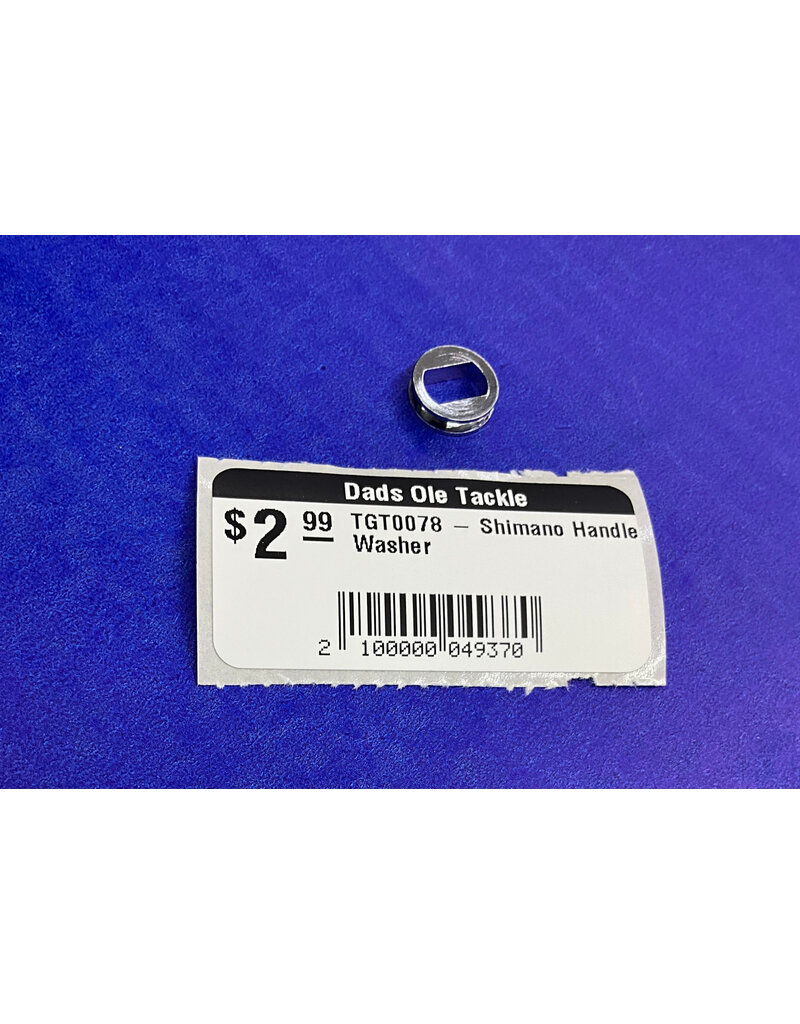 Dads Ole Tackle
$2 99 TGT0078 – Shimano Handle
Washer
2 100000 049370